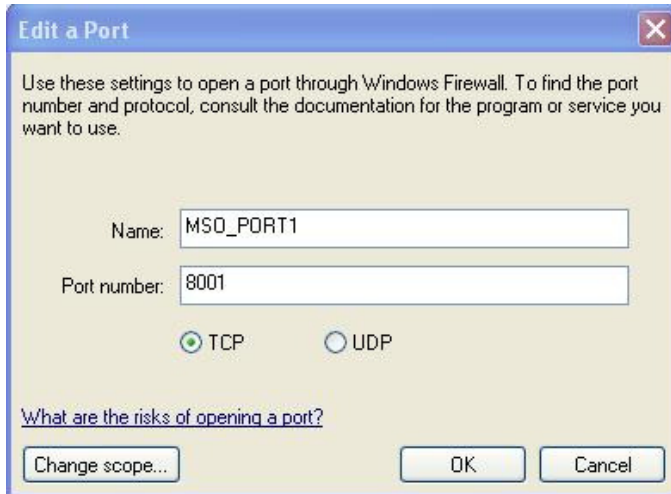 Edit a Port
Use these settings to open a port through Windows Firewall. To find the port
number and protocol, consult the documentation for the program or service you
want to use.
Name: MSO_PORT1
Port number: 8001
TCP UDP
What are the risks of opening a port?
Change scope... OK Cancel